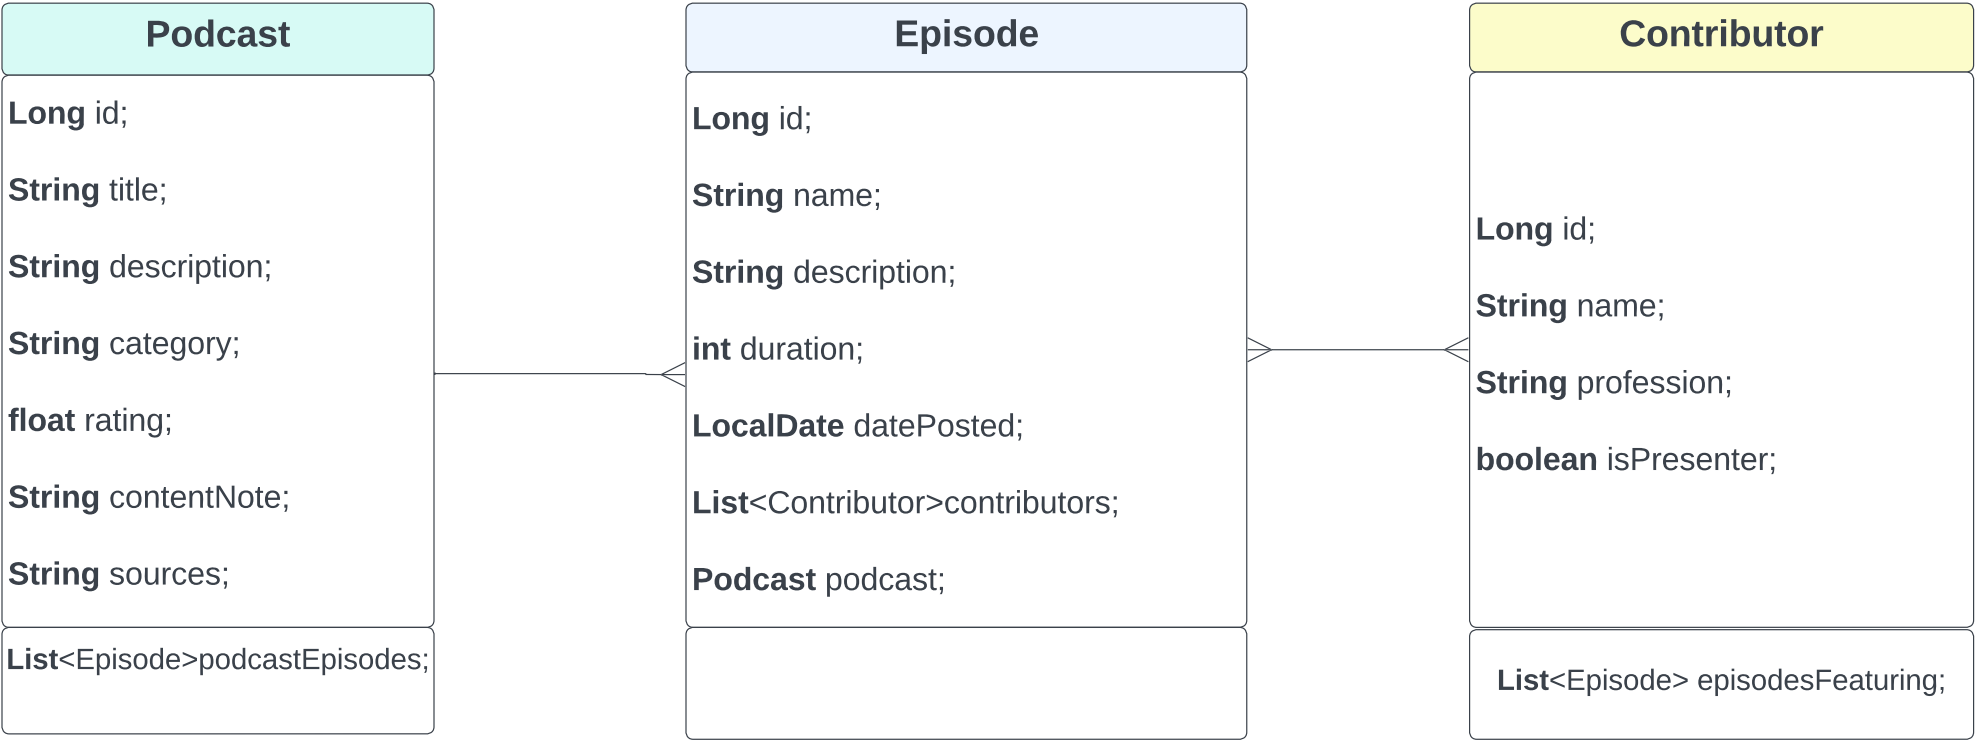 Podcast
Long id;
String title;
String description;
String category;
float rating;
String contentNote;
String sources;
List<Episode>podcastEpisodes;
Episode
Long id;
String name;
String description;
int duration;
LocalDate datePosted;
List<Contributor>contributors;
Podcast podcast;
Contributor
Long id;
String name;
String profession;
boolean isPresenter;
List<Episode> episodesFeaturing;